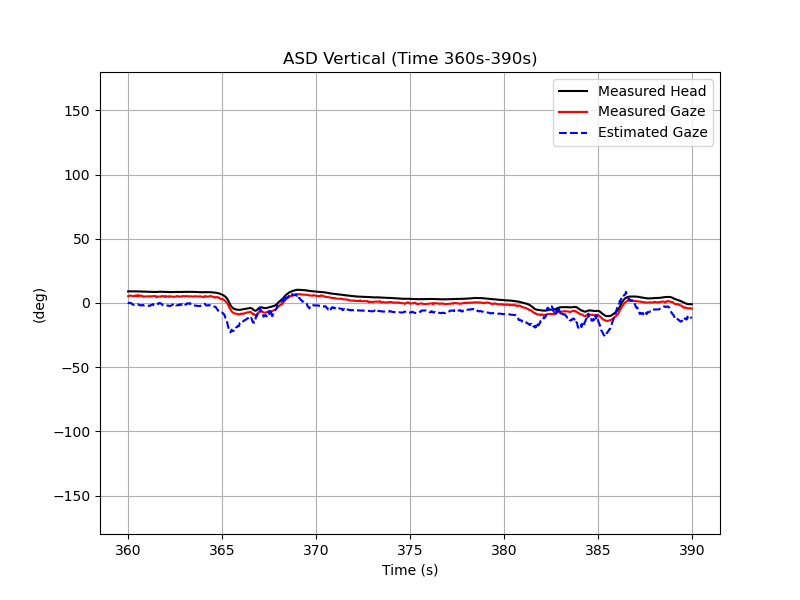 ASD Vertical (Time 360s-390s)
Measured Head
Measured Gaze
Estimated Gaze
150
100
50
0
−50
−100
−150
(deg)
360 365 370 375 380 385 390
Time (s)